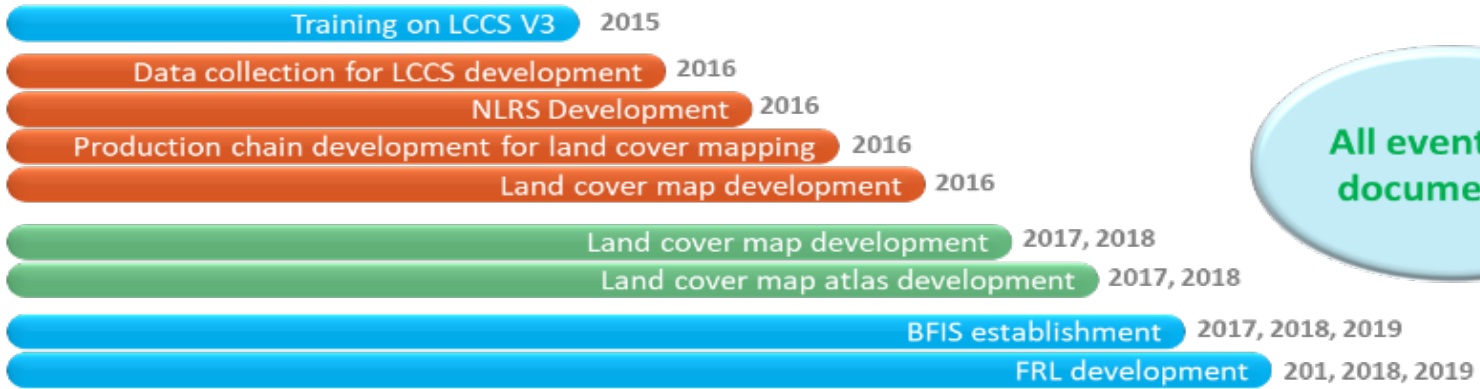 Training on LCCS V3 2015
Data collection for LCCS development 2016
NLRS Development 2016
Production chain development for land cover mapping 2016
Land cover map development 2016
All event
docume
Land cover map development 2017, 2018
Land cover map atlas development 2017, 2018
BFIS establishment 2017, 2018, 2019
FRL development 201, 2018, 2019